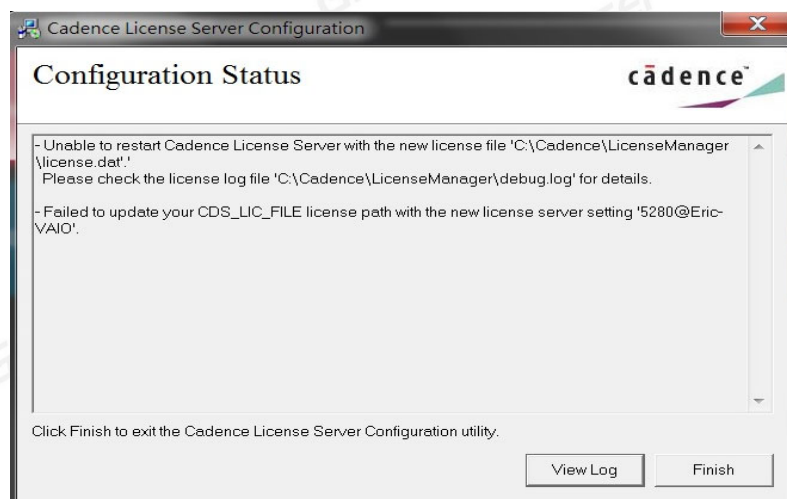 Cadence License Server Configuration
Configuration Status
cādence™
- Unable to restart Cadence License Server with the new license file 'C:\Cadence\LicenseManager
\license.dat'.'
Please check the license log file 'C:\Cadence\LicenseManager\debug.log' for details.
- Failed to update your CDS_LIC_FILE license path with the new license server setting '5280@Eric-
VAIO'.
Click Finish to exit the Cadence License Server Configuration utility.
View Log
Finish